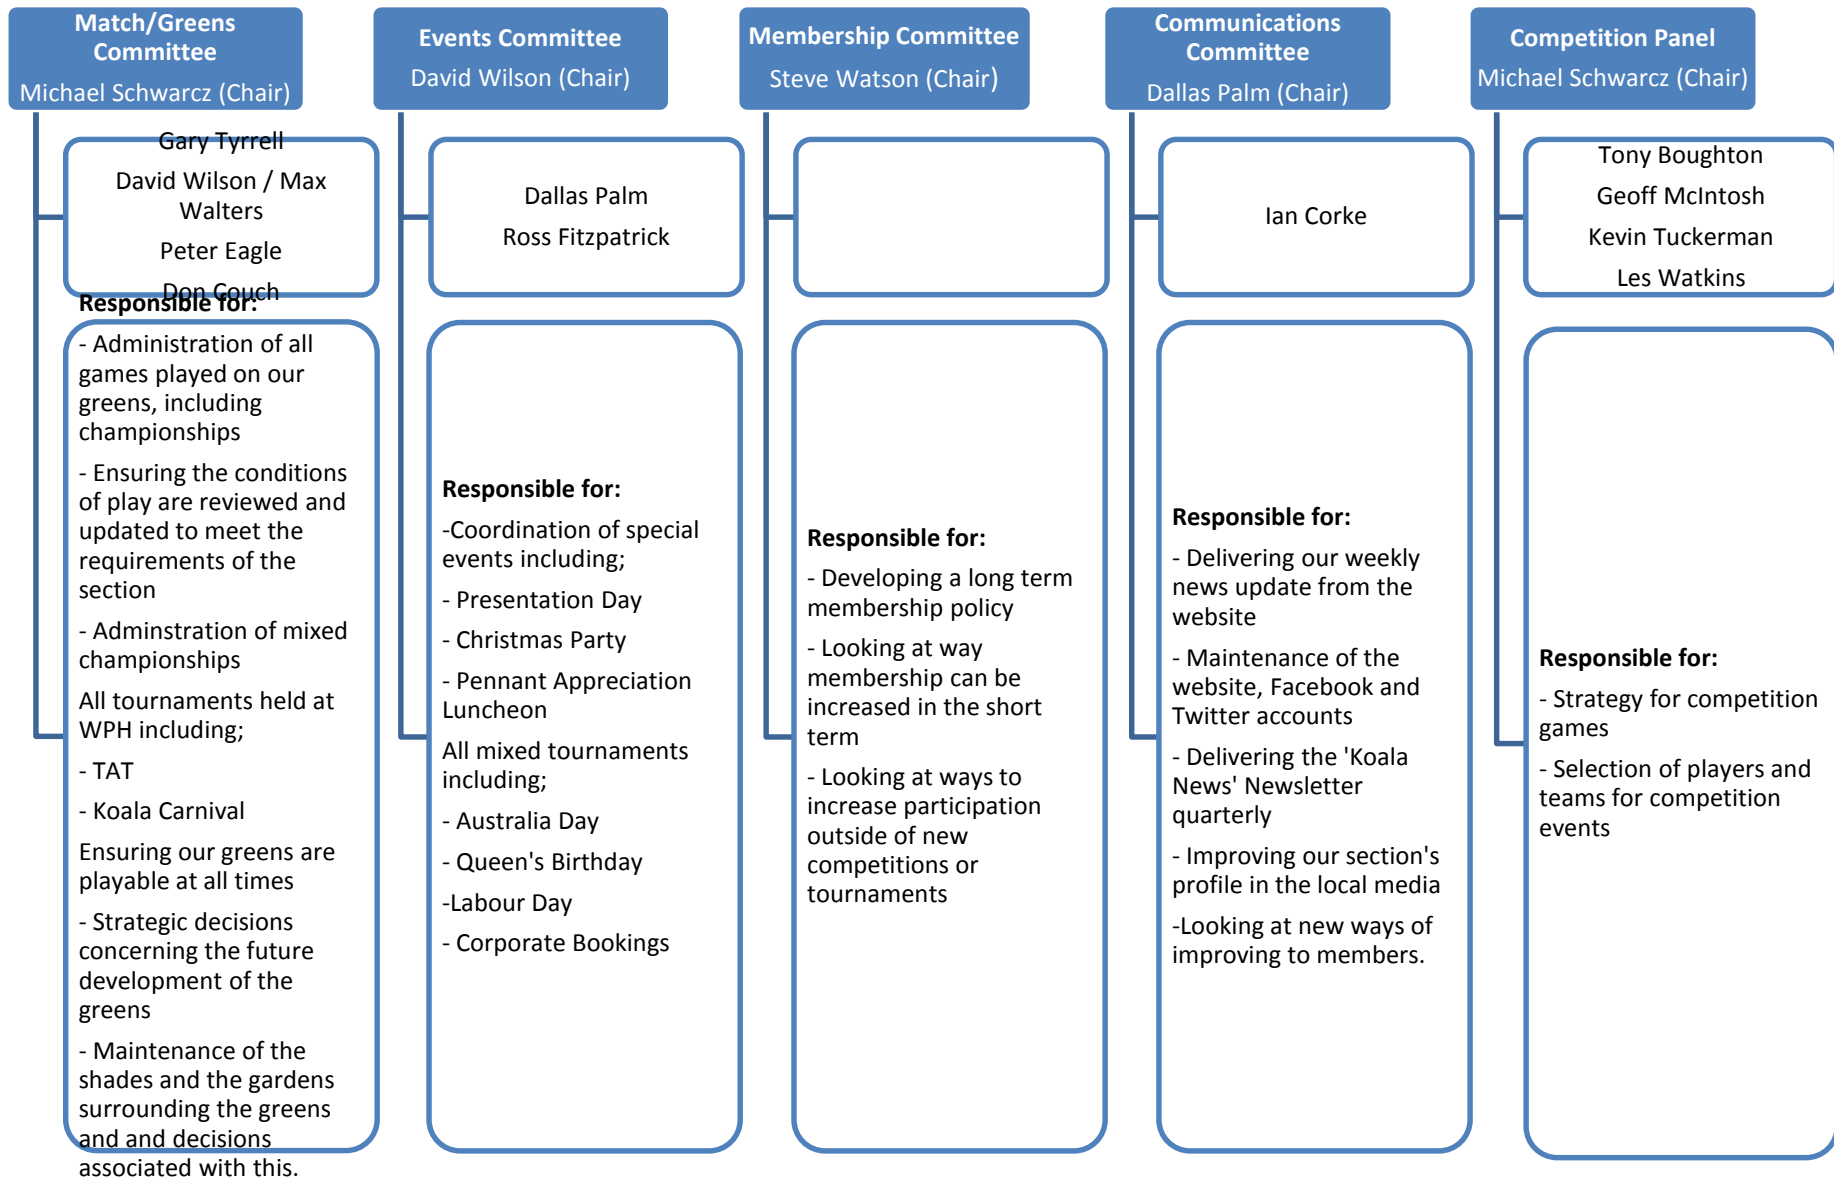 Match/Greens
Committee
Michael Schwarcz (Chair)
Gary Tyrrell
David Wilson / Max
Walters
Peter Eagle
Don Couch
Responsible for:
- Administration of all
games played on our
greens, including
championships
- Ensuring the conditions
of play are reviewed and
updated to meet the
requirements of the
section
- Adminstration of mixed
championships
All tournaments held at
WPH including;
- TAT
- Koala Carnival
Ensuring our greens are
playable at all times
- Strategic decisions
concerning the future
development of the
greens
- Maintenance of the
shades and the gardens
surrounding the greens
and and decisions
associated with this.
Events Committee
David Wilson (Chair)
Dallas Palm
Ross Fitzpatrick
Responsible for:
-Coordination of special
events including;
- Presentation Day
- Christmas Party
- Pennant Appreciation
Luncheon
All mixed tournaments
including;
- Australia Day
- Queen's Birthday
-Labour Day
- Corporate Bookings
Membership Committee
Steve Watson (Chair)
Responsible for:
- Developing a long term
membership policy
- Looking at way
membership can be
increased in the short
term
- Looking at ways to
increase participation
outside of new
competitions or
tournaments
Communications
Committee
Dallas Palm (Chair)
Ian Corke
Responsible for:
- Delivering our weekly
news update from the
website
- Maintenance of the
website, Facebook and
Twitter accounts
- Delivering the 'Koala
News' Newsletter
quarterly
- Improving our section's
profile in the local media
-Looking at new ways of
improving to members.
Competition Panel
Michael Schwarcz (Chair)
Tony Boughton
Geoff McIntosh
Kevin Tuckerman
Les Watkins
Responsible for:
- Strategy for competition
games
- Selection of players and
teams for competition
events